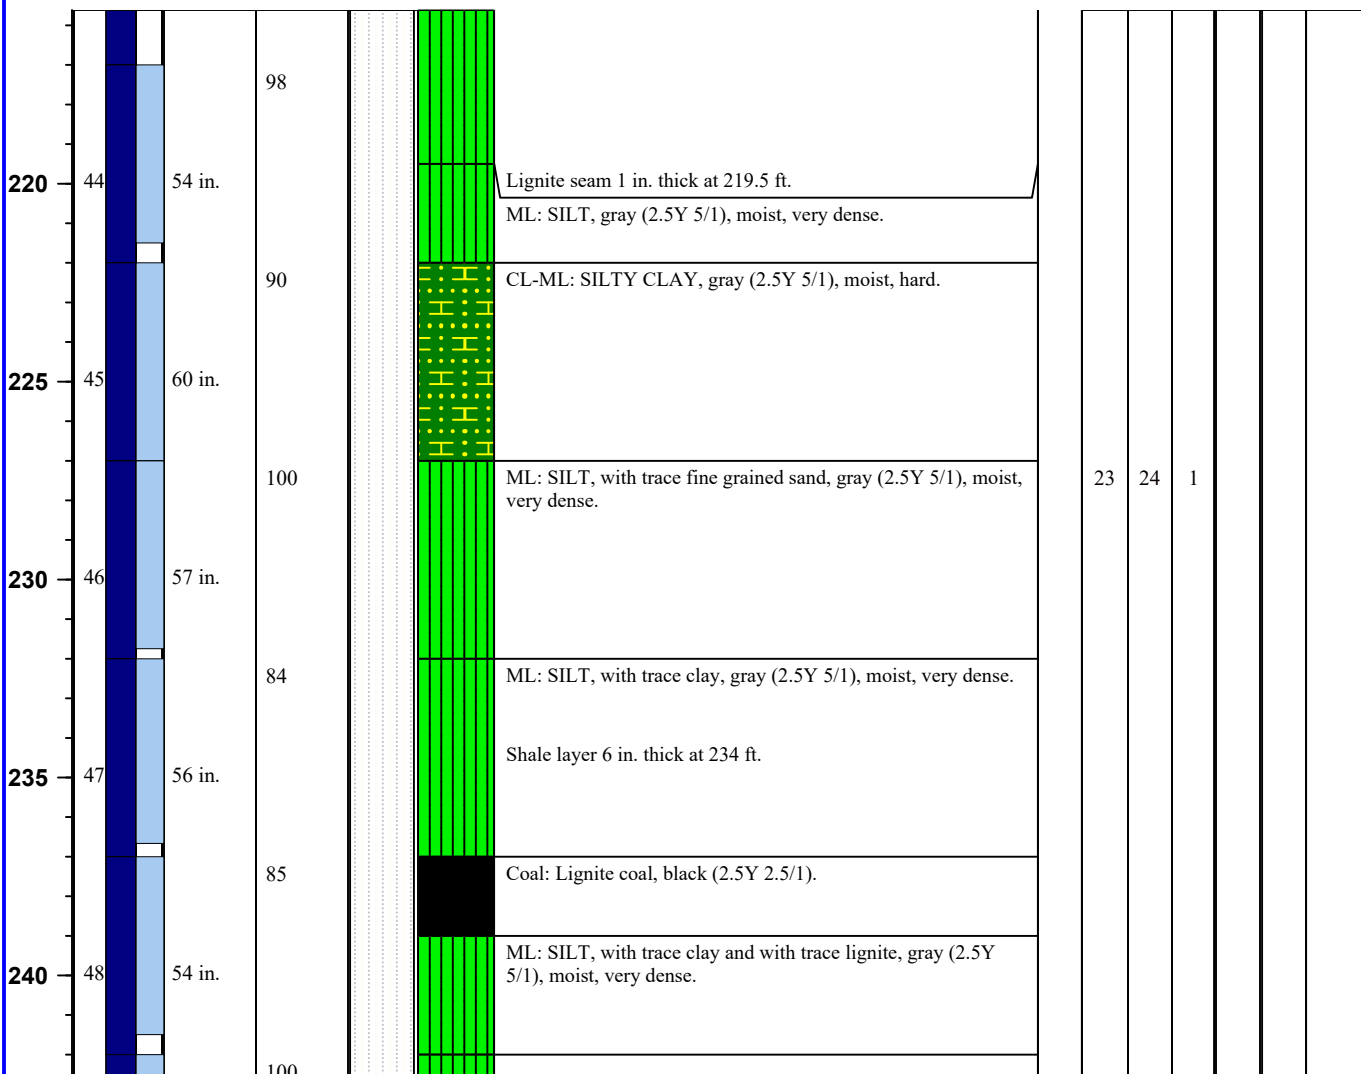 98
220 44 54 in. Lignite seam 1 in. thick at 219.5 ft.
ML: SILT, gray (2.5Y 5/1), moist, very dense.
90 CL-ML: SILTY CLAY, gray (2.5Y 5/1), moist, hard.
225 45 60 in.
100 ML: SILT, with trace fine grained sand, gray (2.5Y 5/1), moist, 23 24 1
very dense.
230 46 57 in.
84 ML: SILT, with trace clay, gray (2.5Y 5/1), moist, very dense.
Shale layer 6 in. thick at 234 ft.
235 47 56 in.
85 Coal: Lignite coal, black (2.5Y 2.5/1).
ML: SILT, with trace clay and with trace lignite, gray (2.5Y
240 48 54 in. 5/1), moist, very dense.
100